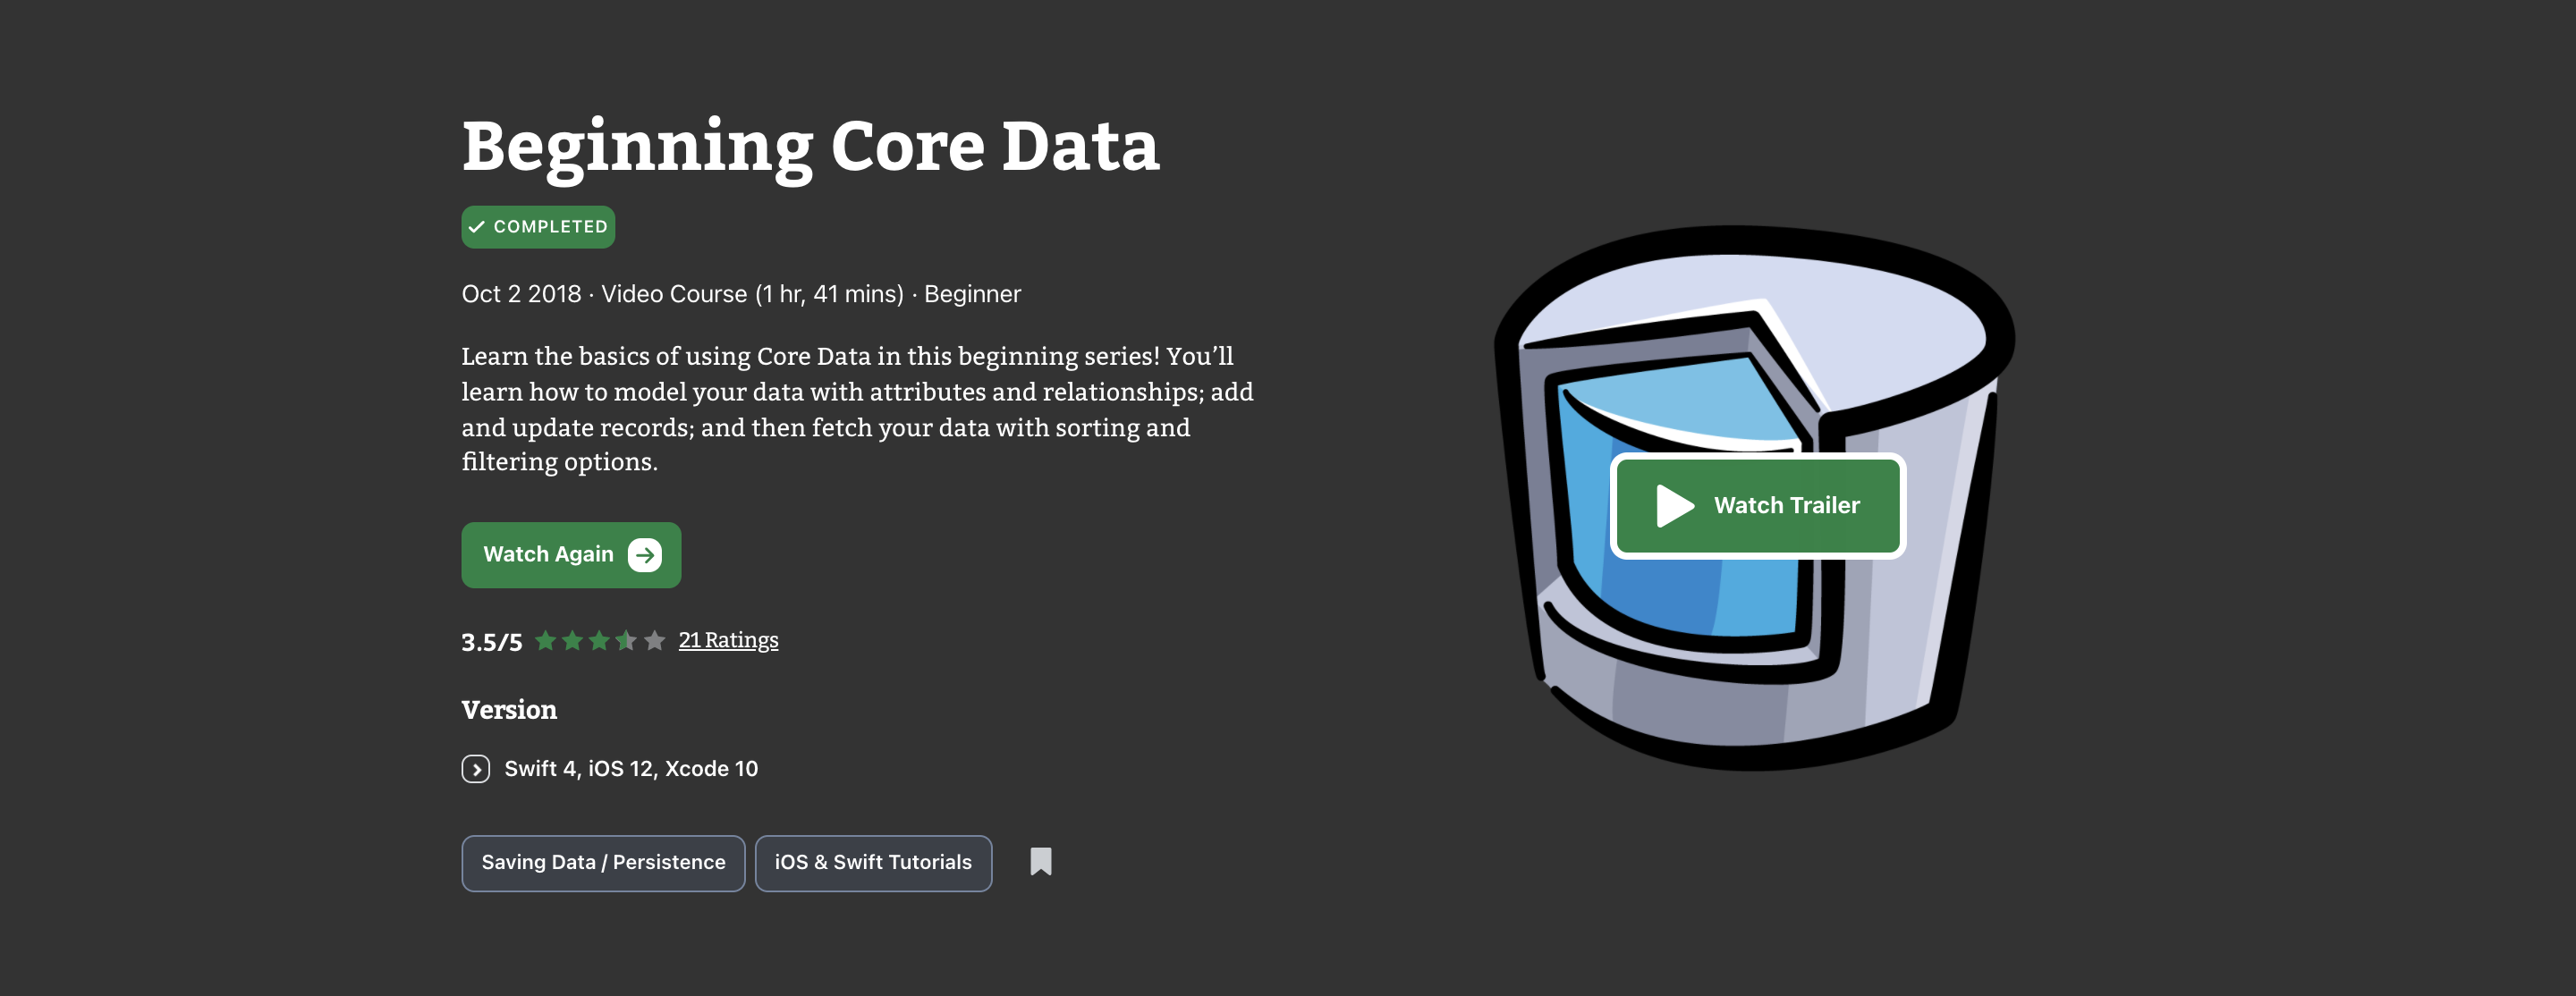 Beginning Core Data
COMPLETED
Oct 2 2018 · Video Course (1 hr, 41 mins) · Beginner
Learn the basics of using Core Data in this beginning series! You’ll
learn how to model your data with attributes and relationships; add
and update records; and then fetch your data with sorting and
filtering options.
Watch Again
3.5/5 21 Ratings
Version
Swift 4, iOS 12, Xcode 10
Saving Data / Persistence
iOS & Swift Tutorials
Watch Trailer